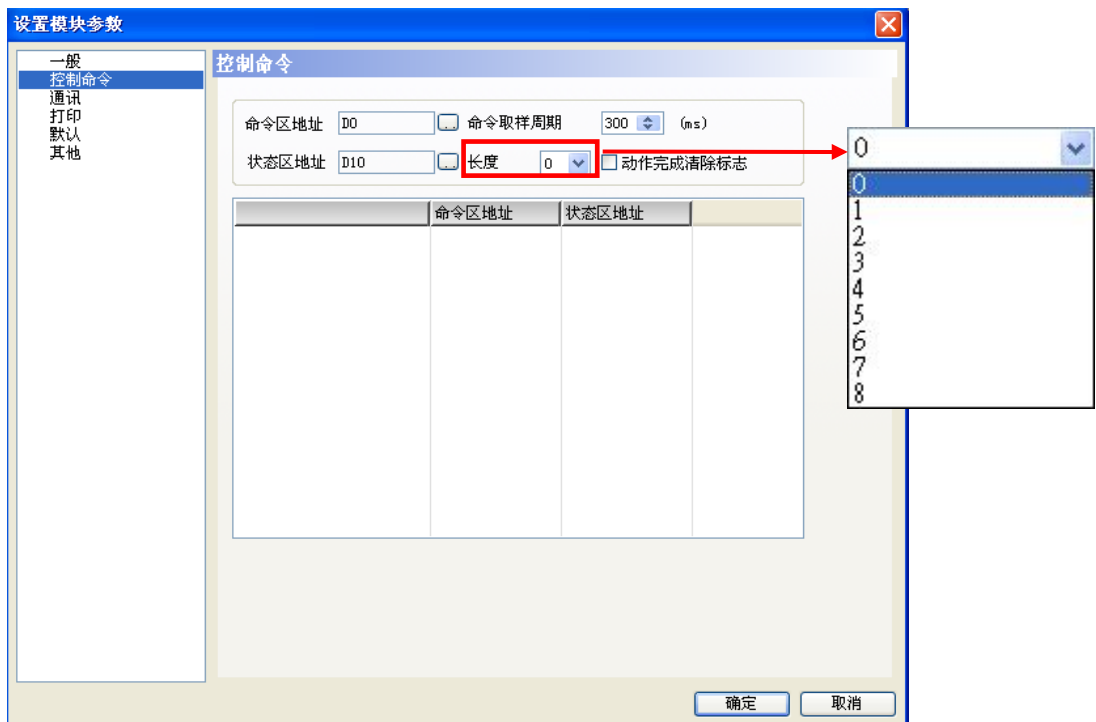 设置模块参数
一般
控制命令
通讯
打印
默认
其他
控制命令
命令区地址 D0 ... 命令取样周期 300 (ms)
状态区地址 D10 ... 长度 0 动作完成清除标志
命令区地址 状态区地址
确定 取消
0
0
1
2
3
4
5
6
7
8